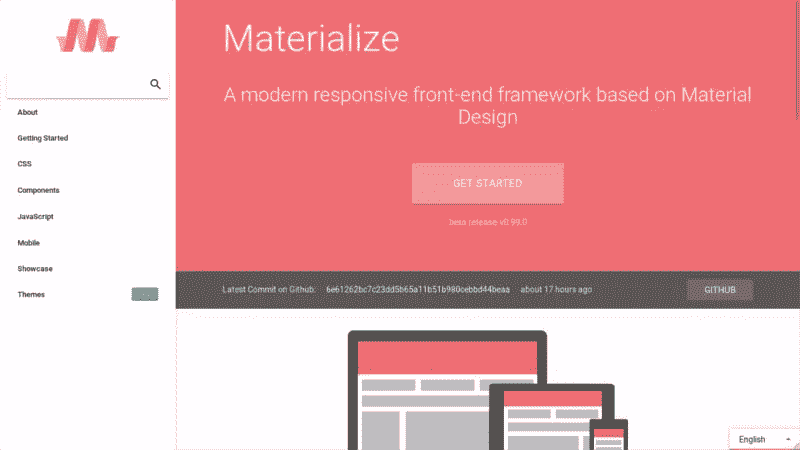 About
Getting Started
CSS
Components
JavaScript
Mobile
Showcase
Themes
Materialize
A modern responsive front-end framework based on Material
Design
GET STARTED
beta release v0.99.0
Latest Commit on Github: 6e61262bc7c23dd5b65a11b51b980cebbd44beaa about 17 hours ago
GITHUB
English